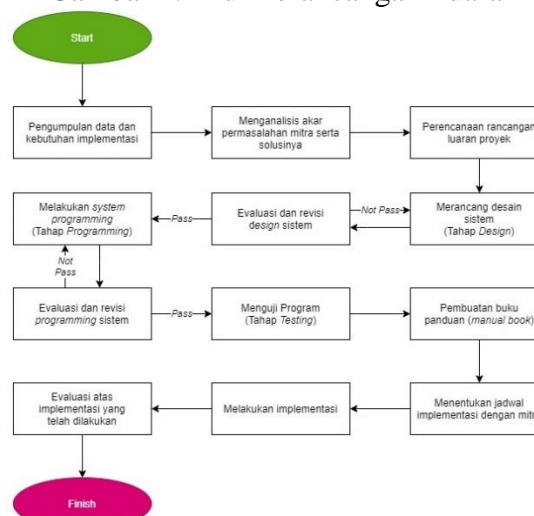 Start
Pengumpulan data dan
kebutuhan implementasi
Menganalisis akar
permasalahan mitra serta
solusinya
Perencanaan rancangan
luaran proyek
Melakukan system
programming
(Tahap Programming)
Pass
Evaluasi dan revisi
design sistem
Not Pass
Merancang desain
sistem
(Tahap Design)
Not
Pass
Evaluasi dan revisi
programming sistem
Pass
Menguji Program
(Tahap Testing)
Pembuatan buku
panduan (manual book)
Evaluasi atas
implementasi yang
telah dilakukan
Melakukan implementasi
Menentukan jadwal
implementasi dengan mitra
Finish